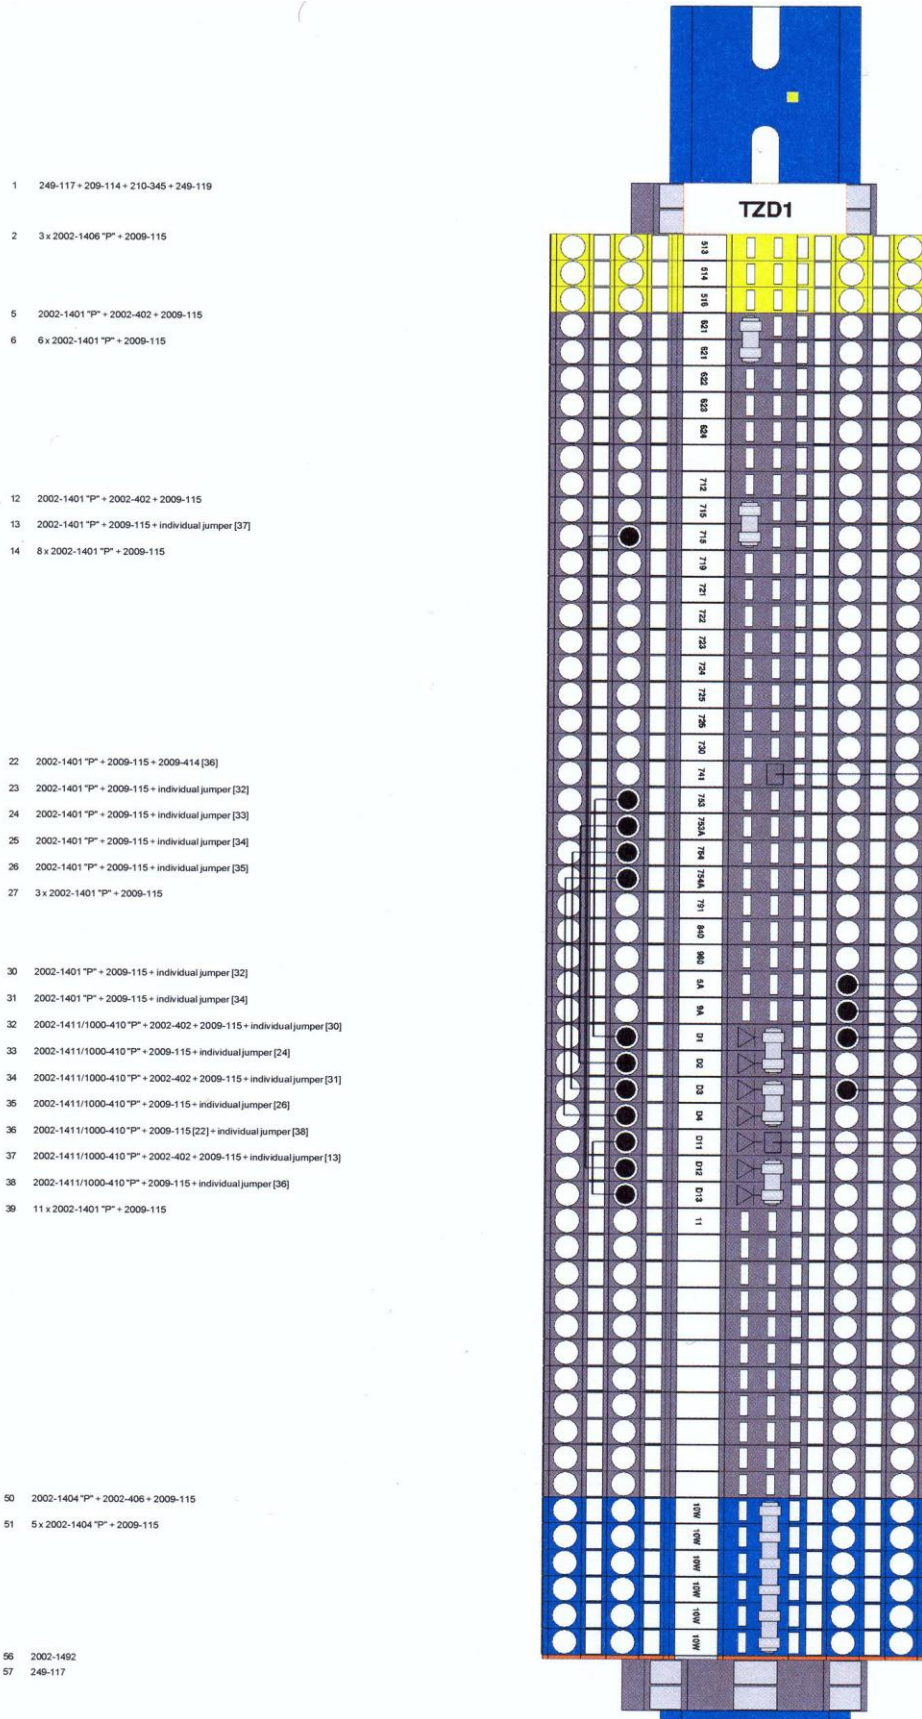 TZD1
1 249-117 + 209-114 + 210-345 + 249-119
2 3 x 2002-1406 "P" + 2009-115
5 2002-1401 "P" + 2002-402 + 2009-115
6 6 x 2002-1401 "P" + 2009-115
12 2002-1401 "P" + 2002-402 + 2009-115
13 2002-1401 "P" + 2009-115 + individual jumper [37]
14 8 x 2002-1401 "P" + 2009-115
22 2002-1401 "P" + 2009-115 + 2009-414 [36]
23 2002-1401 "P" + 2009-115 + individual jumper [32]
24 2002-1401 "P" + 2009-115 + individual jumper [33]
25 2002-1401 "P" + 2009-115 + individual jumper [34]
26 2002-1401 "P" + 2009-115 + individual jumper [35]
27 3 x 2002-1401 "P" + 2009-115
30 2002-1401 "P" + 2009-115 + individual jumper [32]
31 2002-1401 "P" + 2009-115 + individual jumper [34]
32 2002-1411/1000-410 "P" + 2002-402 + 2009-115 + individual jumper [30]
33 2002-1411/1000-410 "P" + 2009-115 + individual jumper [24]
34 2002-1411/1000-410 "P" + 2002-402 + 2009-115 + individual jumper [31]
35 2002-1411/1000-410 "P" + 2009-115 + individual jumper [26]
36 2002-1411/1000-410 "P" + 2009-115 [22] + individual jumper [38]
37 2002-1411/1000-410 "P" + 2002-402 + 2009-115 + individual jumper [13]
38 2002-1411/1000-410 "P" + 2009-115 + individual jumper [36]
39 11 x 2002-1401 "P" + 2009-115
50 2002-1404 "P" + 2002-406 + 2009-115
51 5 x 2002-1404 "P" + 2009-115
56 2002-1492
57 249-117
513
514
516
621
621
622
623
624
712
715
715
719
721
722
723
724
725
726
730
741
753
753A
754
754A
791
840
960
5A
9A
D1
D2
D3
D4
D11
D12
D13
11
10W
10W
10W
10W
10W
10W